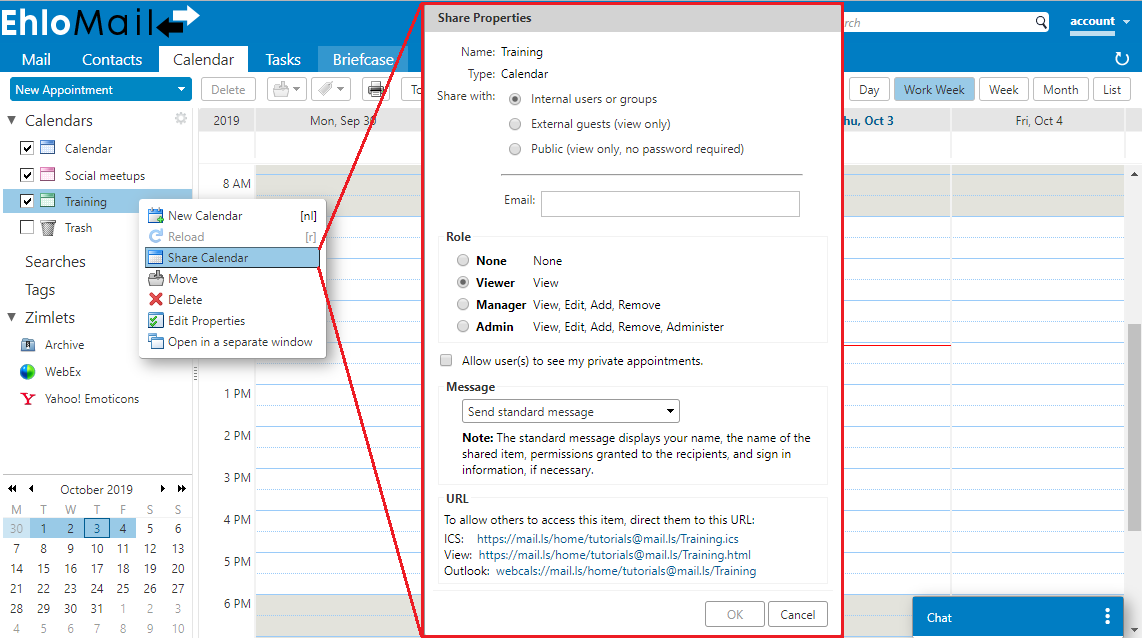 EhloMail
rch
account
Mail Contacts Calendar Tasks Briefcase
New Appointment
Delete
Day Work Week Week Month List
Calendars
Calendar
Social meetups
Training
Trash
Searches
Tags
Zimlets
Archive
WebEx
Yahoo! Emoticons
New Calendar [nl]
Reload [r]
Share Calendar
Move
Delete
Edit Properties
Open in a separate window
October 2019
M T W T F S S
30 1 2 3 4 5 6
7 8 9 10 11 12 13
14 15 16 17 18 19 20
21 22 23 24 25 26 27
28 29 30 31 1 2 3
4 5 6 7 8 9 10
2019 Mon, Sep 30
hu, Oct 3 Fri, Oct 4
8 AM
1 PM
2 PM
3 PM
4 PM
5 PM
6 PM
Share Properties
Name: Training
Type: Calendar
Share with: Internal users or groups
External guests (view only)
Public (view only, no password required)
Email:
Role
None None
Viewer View
Manager View, Edit, Add, Remove
Admin View, Edit, Add, Remove, Administer
Allow user(s) to see my private appointments.
Message
Send standard message
Note: The standard message displays your name, the name of the
shared item, permissions granted to the recipients, and sign in
information, if necessary.
URL
To allow others to access this item, direct them to this URL:
ICS: https://mail.ls/home/tutorials@mail.ls/Training.ics
View: https://mail.ls/home/tutorials@mail.ls/Training.html
Outlook: webcals://mail.ls/home/tutorials@mail.ls/Training
OK Cancel
Chat